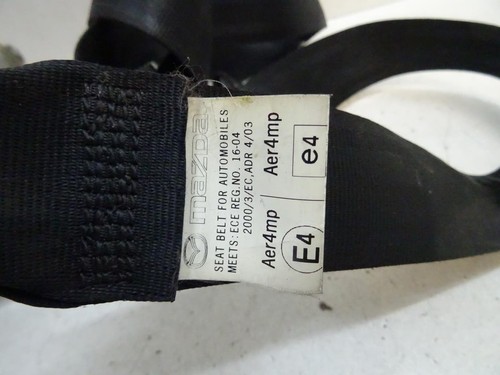 mazda
SEAT BELT FOR AUTOMOBILES
MEETS: ECE REG.NO. 16-04
2000/3/EC,ADR 4/03
Aer4mp Aer4mp
E4 e4